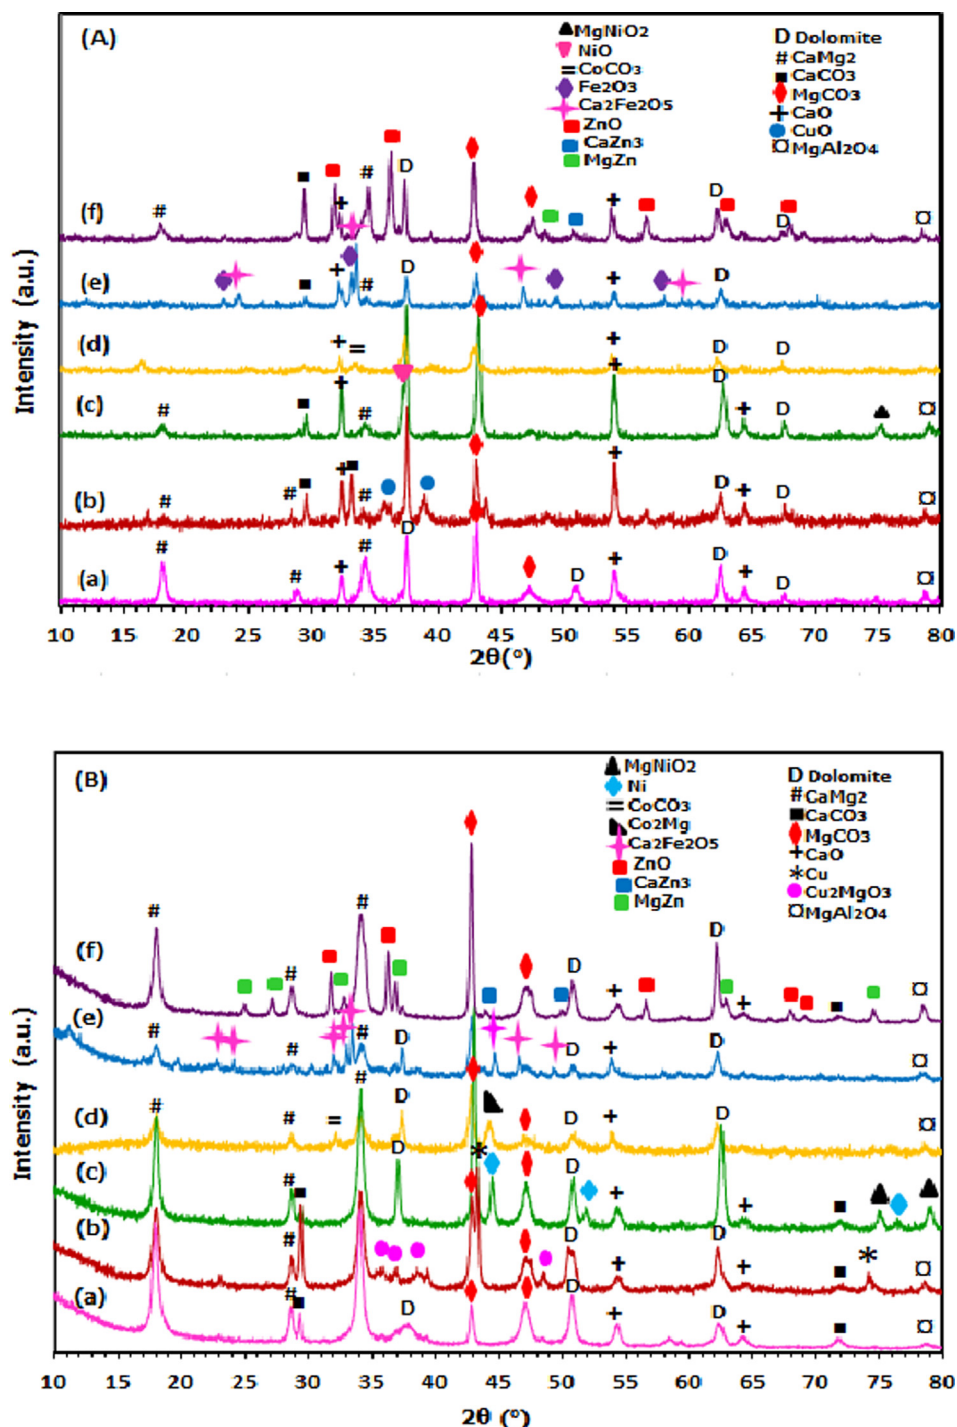 (A)
MgNiO2
NiO
CoCO3
Fe2O3
Ca2Fe2O5
ZnO
CaZn3
MgZn
D Dolomite
# CaMg2
CaCO3
MgCO3
+ CaO
CuO
¤ MgAl2O4
Intensity (a.u.)
# + # D D D ¤
(f)
+ # D + D
(e)
+ = + D D
(d)
# + # + D + D ¤
(c)
# # + # + D + D ¤
(b)
# # + # D D + D + D ¤
(a)
10 15 20 25 30 35 40 45 50 55 60 65 70 75 80
2θ(°)
(B)
MgNiO2
Ni
CoCO3
Co2Mg
Ca2Fe2O5
ZnO
CaZn3
MgZn
D Dolomite
# CaMg2
CaCO3
MgCO3
+ CaO
* Cu
Cu2MgO3
¤ MgAl2O4
Intensity (a.u.)
# # # D + D + ¤
(f)
# # # D D + D ¤
(e)
# # = # D D + D ¤
(d)
D * D + +
(c)
# D + D + * ¤
(b)
# D D + D + ¤
(a)
10 15 20 25 30 35 40 45 50 55 60 65 70 75 80
2θ (°)